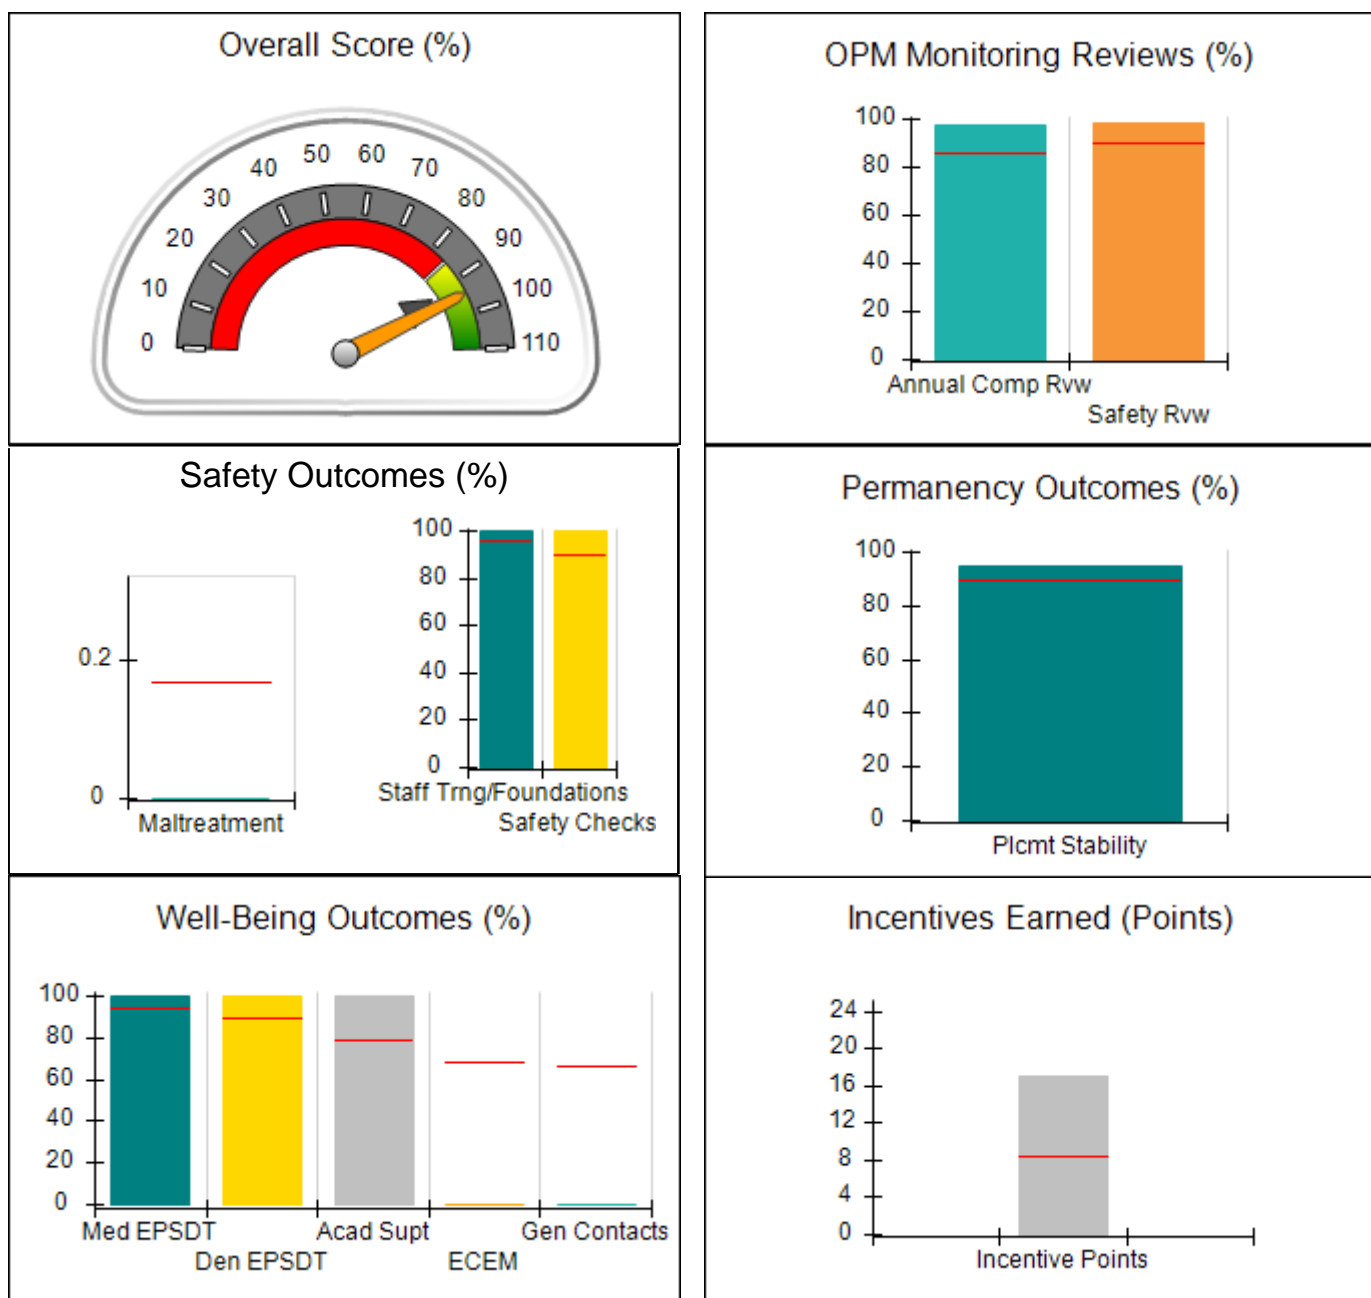 Overall Score (%)
0
10
20
30
40
50
60
70
80
90
100
110
OPM Monitoring Reviews (%)
100
80
60
40
20
0
Annual Comp Rvw
Safety Rvw
Safety Outcomes (%)
0.2
0
Maltreatment
100
80
60
40
20
0
Staff Trng/Foundations
Safety Checks
Permanency Outcomes (%)
100
80
60
40
20
0
Plcmt Stability
Well-Being Outcomes (%)
100
80
60
40
20
0
Med EPSDT
Den EPSDT
Acad Supt
ECEM
Gen Contacts
Incentives Earned (Points)
24
20
16
12
8
4
0
Incentive Points